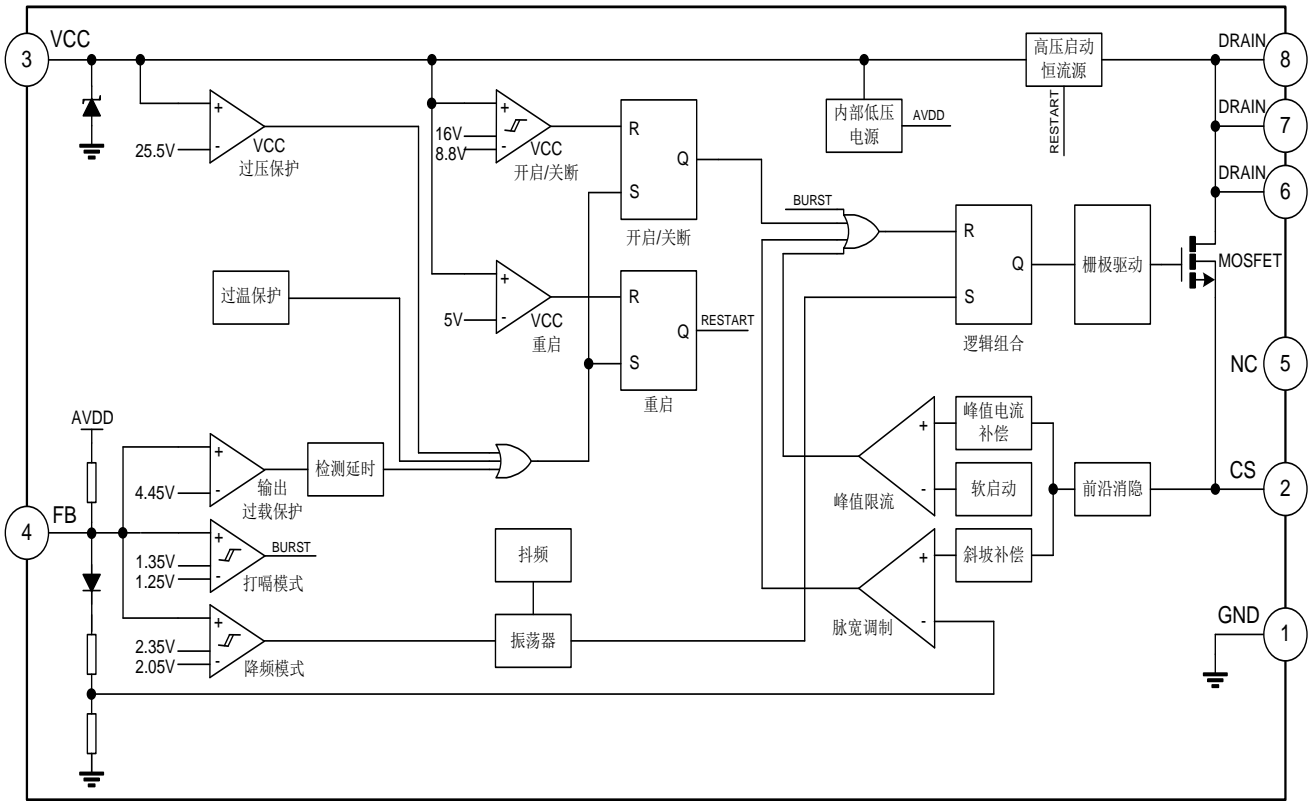 3
VCC
25.5V
+
-
VCC
过压保护
16V
8.8V
+
-
VCC
开启/关断
R
S
Q
开启/关断
内部低压
电源
AVDD
高压启动
恒流源
RESTART
DRAIN
8
DRAIN
7
DRAIN
6
BURST
R
S
Q
逻辑组合
栅极驱动
MOSFET
过温保护
5V
+
-
VCC
重启
R
S
Q
RESTART
重启
NC
5
AVDD
4.45V
+
-
输出
过载保护
检测延时
4
FB
1.35V
1.25V
+
-
BURST
打嗝模式
2.35V
2.05V
+
-
降频模式
抖频
振荡器
+
-
峰值限流
峰值电流
补偿
软启动
前沿消隐
CS
2
+
-
脉宽调制
斜坡补偿
GND
1